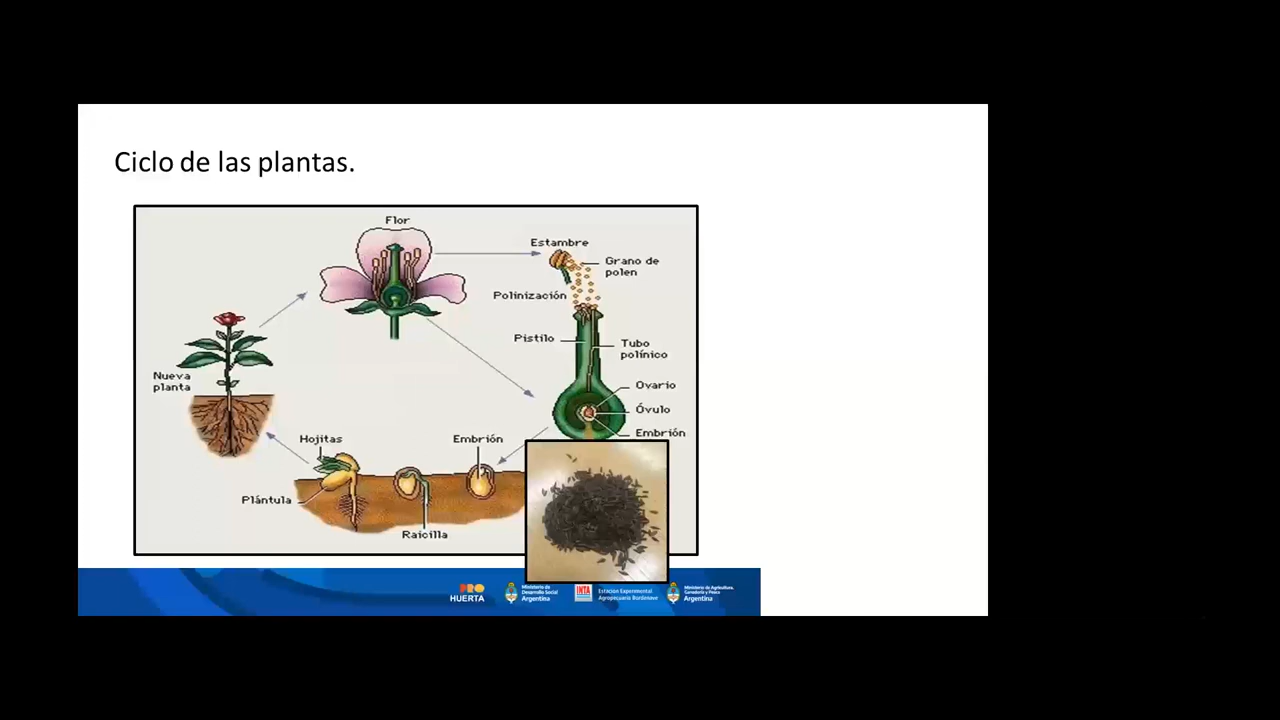 Ciclo de las plantas.
Flor
Estambre
Grano de
polen
Polinización
Pistilo
Tubo
polínico
Nueva
planta
Ovario
Óvulo
Embrión
Hojitas
Embrión
Plántula
Raicilla
PRO
HUERTA
Ministerio de
Desarrollo Social
Argentina
INTA
Estación Experimental
Agropecuaria Bordenave
Ministerio de Agricultura,
Ganadería y Pesca
Argentina